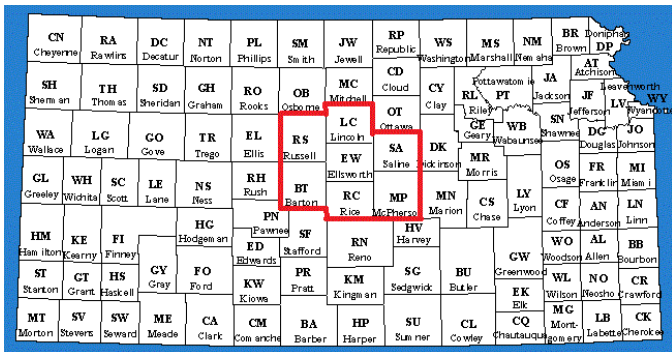 CN Cheyenne
RA Rawlins
DC Decatur
NT Norton
PL Phillips
SM Smith
JW Jewell
RP Republic
WS Washington
MS Marshall
NM Nemaha
BR Brown
Doniphan DP
SH Sherman
TH Thomas
SD Sheridan
GH Graham
RO Rooks
OB Osborne
MC Mitchell
CD Cloud
CY Clay
RL Riley
Pottawatomie PT
JA Jackson
AT Atchison
JF Jefferson
Leavenworth LV
WY
WA Wallace
LG Logan
GO Gove
TR Trego
EL Ellis
RS Russell
LC Lincoln
OT Ottawa
SA Saline
DK Dickinson
GE Geary
WB Wabaunsee
SN Shawnee
DG Douglas
JO Johnson
GL Greeley
WH Wichita
SC Scott
LE Lane
NS Ness
RH Rush
BT Barton
EW Ellsworth
RC Rice
MP McPherson
MN Marion
MR Morris
CS Chase
LY Lyon
OS Osage
FR Franklin
MI Miami
HM Hamilton
KE Kearny
FI Finney
HG Hodgeman
PN Pawnee
ED Edwards
SF Stafford
RN Reno
HV Harvey
BU Butler
GW Greenwood
CF Coffey
AN Anderson
LN Linn
WO Woodson
AL Allen
BB Bourbon
ST Stanton
GT Grant
HS Haskell
GY Gray
FO Ford
KW Kiowa
PR Pratt
KM Kingman
SG Sedgwick
EK Elk
WL Wilson
NO Neosho
CR Crawford
MT Morton
SV Stevens
SW Seward
ME Meade
CA Clark
CM Comanche
BA Barber
HP Harper
SU Sumner
CL Cowley
CQ Chautauqua
MG Mont-
gomery
LB Labette
CK Cherokee